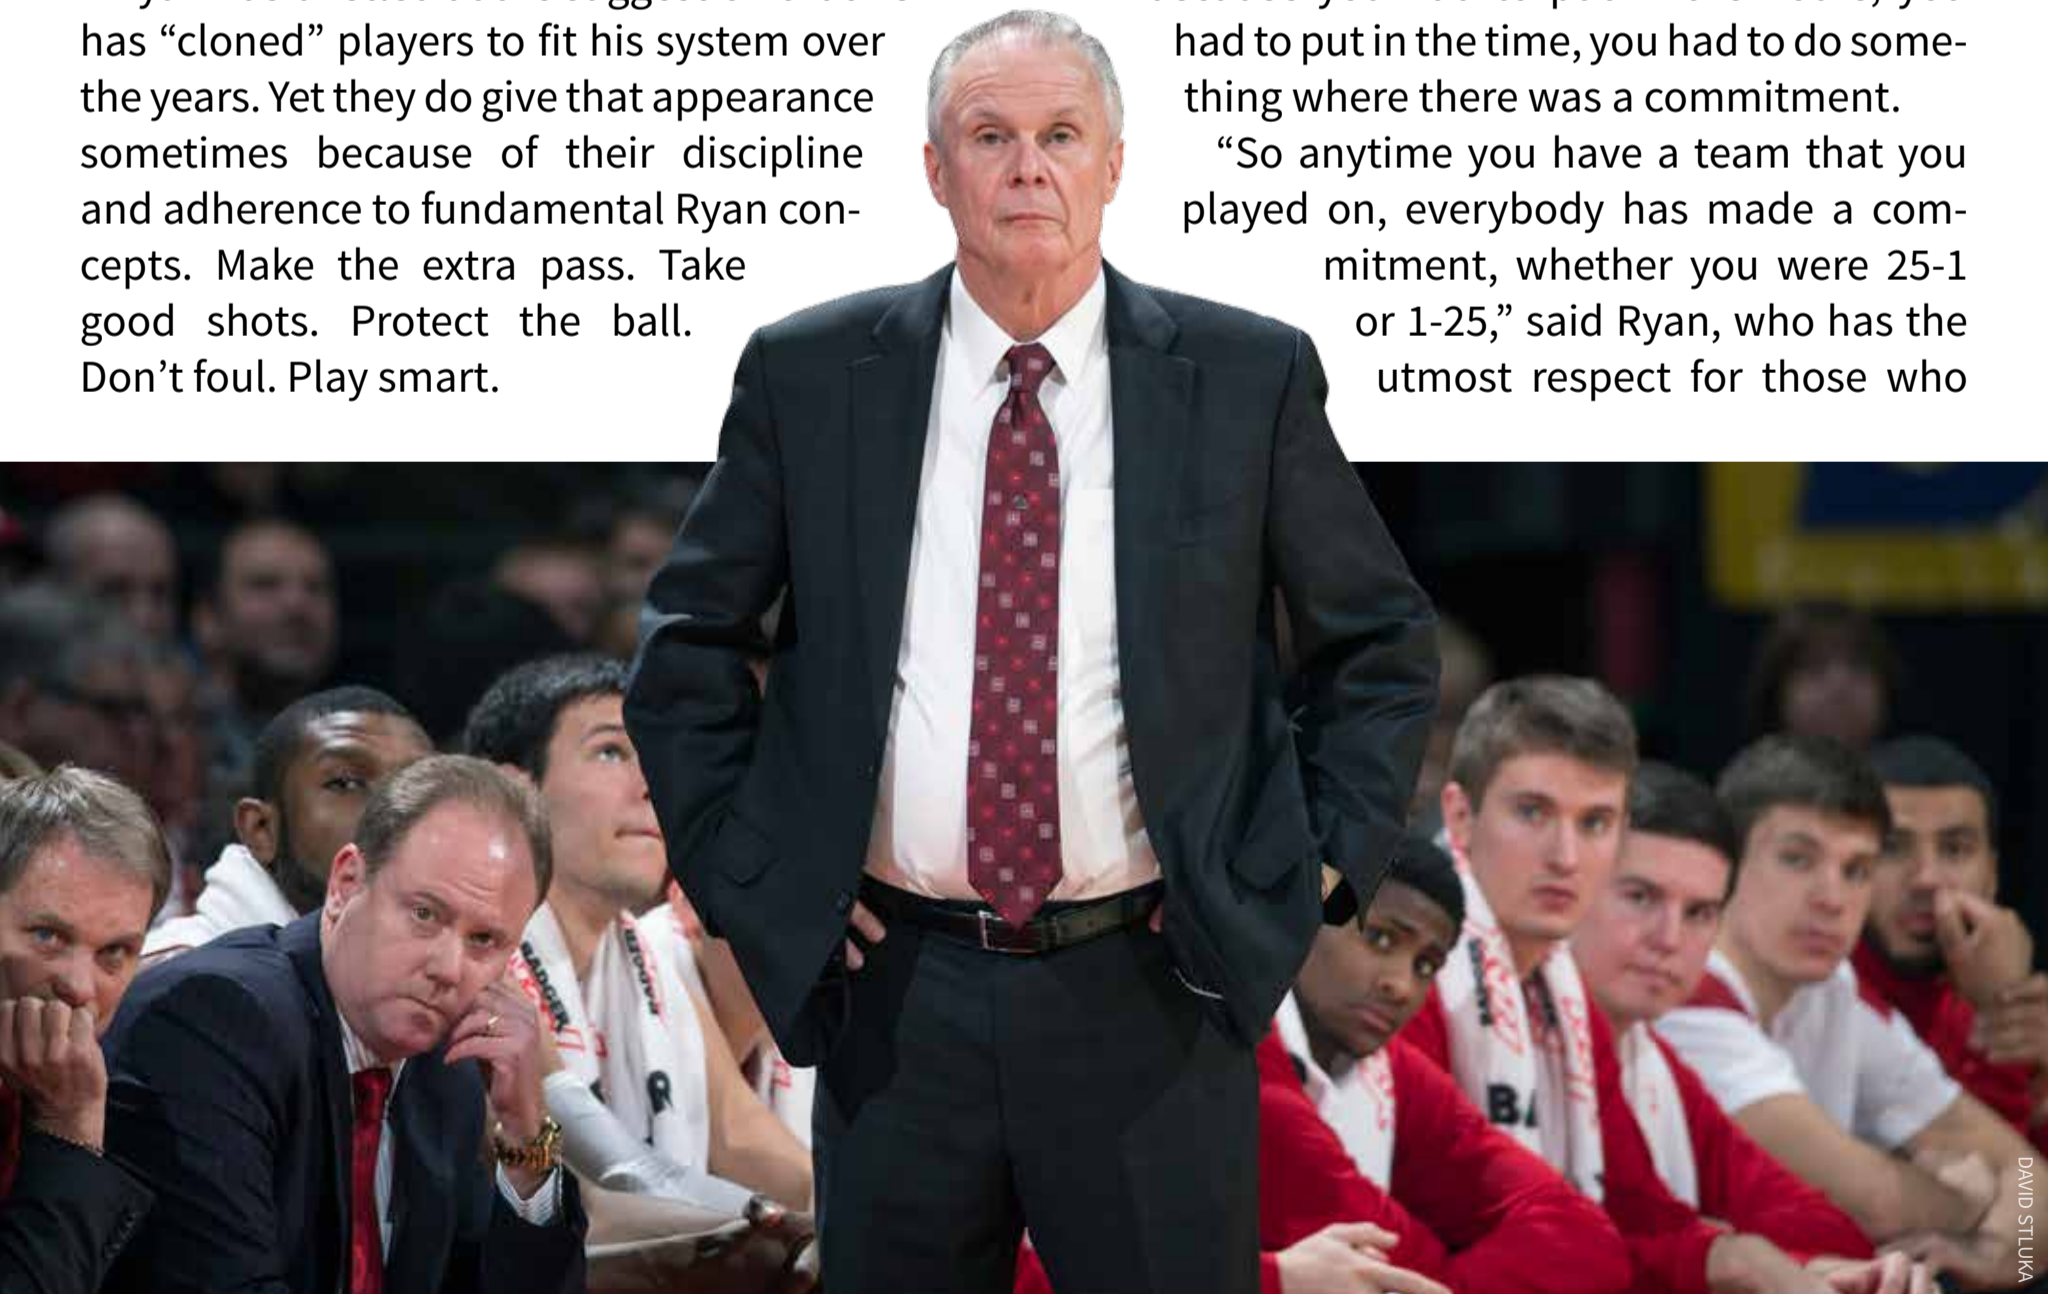 has “cloned” players to fit his system over
the years. Yet they do give that appearance
sometimes because of their discipline
and adherence to fundamental Ryan con-
cepts. Make the extra pass. Take
good shots. Protect the ball.
Don’t foul. Play smart.
had to put in the time, you had to do some-
thing where there was a commitment.
“So anytime you have a team that you
played on, everybody has made a com-
mitment, whether you were 25-1
or 1-25,” said Ryan, who has the
utmost respect for those who
BADGER
BADGER
DAVID STLUKA